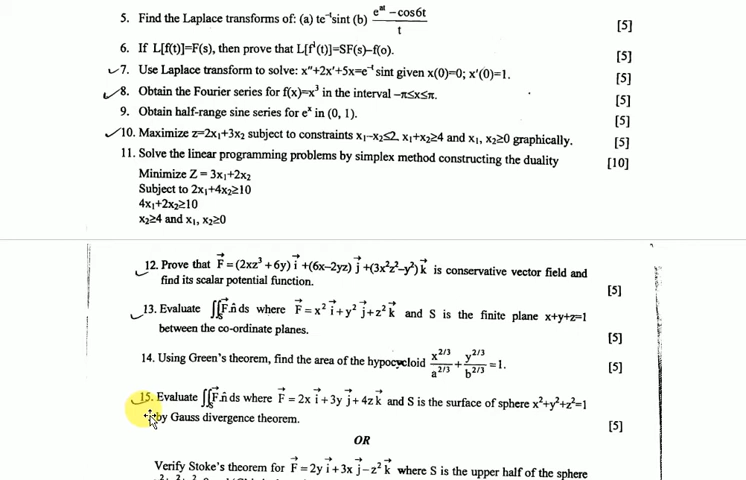 5. Find the Laplace transforms of: (a) te⁻ᵗsint (b) (eᵃᵗ −cos6t)/t [5]
6. If L[f(t)]=F(s), then prove that L[f'(t)]=SF(s)–f(o). [5]
7. Use Laplace transform to solve: x''+2x'+5x=e⁻ᵗ sint given x(0)=0; x'(0)=1. [5]
8. Obtain the Fourier series for f(x)=x³ in the interval –π≤x≤π. [5]
9. Obtain half-range sine series for eˣ in (0, 1). [5]
10. Maximize z=2x₁+3x₂ subject to constraints x₁–x₂≤2, x₁+x₂≥4 and x₁, x₂≥0 graphically. [5]
11. Solve the linear programming problems by simplex method constructing the duality [10]
Minimize Z = 3x₁+2x₂
Subject to 2x₁+4x₂≥10
4x₁+2x₂≥10
x₂≥4 and x₁, x₂≥0
12. Prove that F⃗ = (2xz³ +6y) i⃗ +(6x–2yz) j⃗ +(3x²z²–y²) k⃗ is conservative vector field and
find its scalar potential function. [5]
13. Evaluate ∬ₛF⃗.n̂ ds where F⃗ = x² i⃗ + y² j⃗ + z² k⃗ and S is the finite plane x+y+z=1
between the co-ordinate planes. [5]
14. Using Green's theorem, find the area of the hypocycloid x^(2/3)/a^(2/3) + y^(2/3)/b^(2/3) = 1. [5]
15. Evaluate ∬ₛF⃗.n̂ ds where F⃗ = 2x i⃗ + 3y j⃗ + 4z k⃗ and S is the surface of sphere x²+y²+z²=1
by Gauss divergence theorem. [5]
OR
Verify Stoke's theorem for F⃗ = 2y i⃗ + 3x j⃗ – z² k⃗ where S is the upper half of the sphere